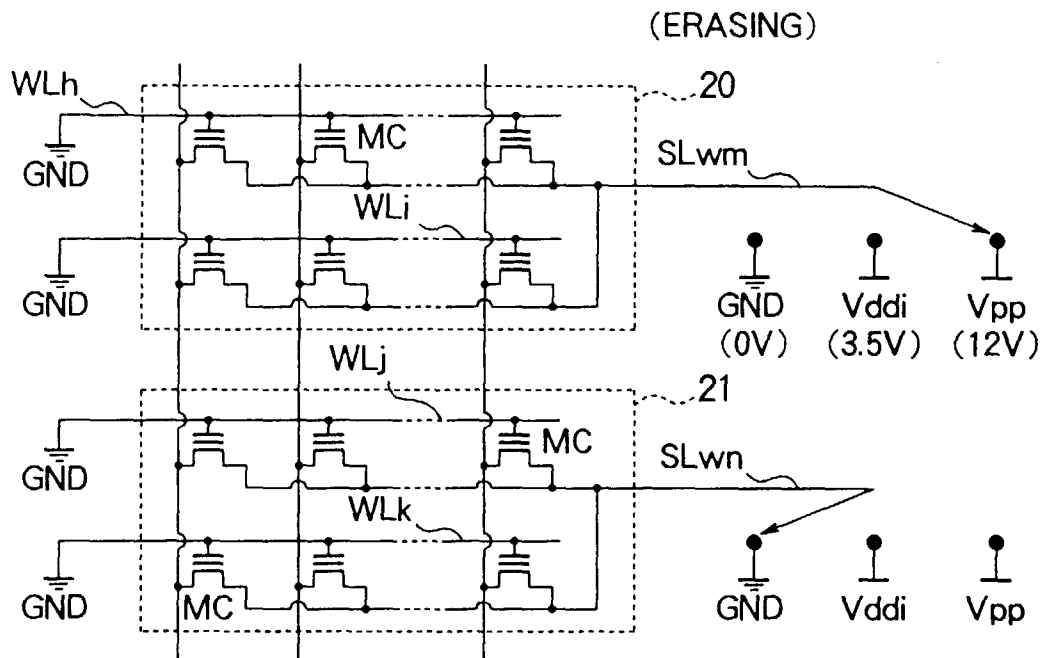 (ERASING)
WLh
20
GND
MC
SLwm
WLi
GND
GND
Vddi
Vpp
(0V)
(3.5V)
(12V)
WLj
21
GND
MC
SLwn
WLk
GND
MC
GND
Vddi
Vpp